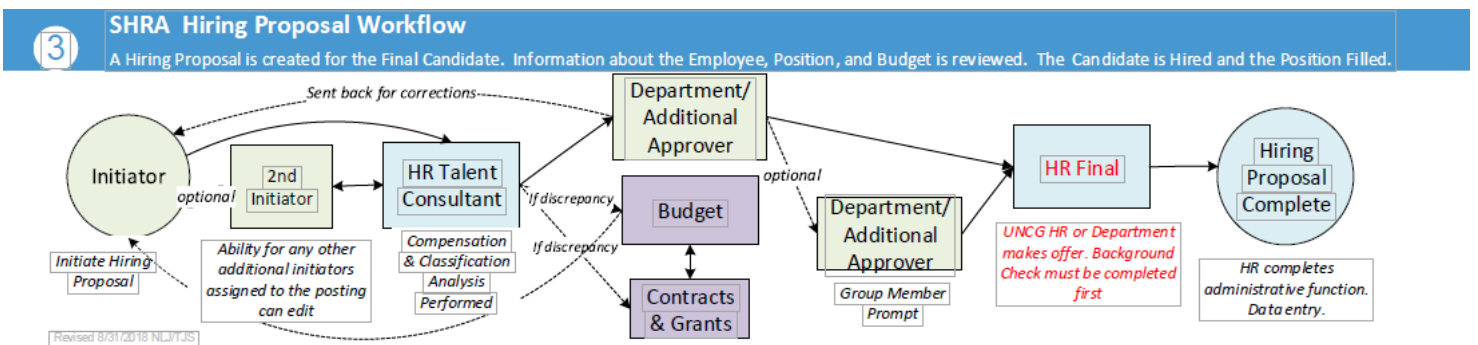 3
SHRA  Hiring Proposal Workflow
A Hiring Proposal is created for the Final Candidate.  Information about the Employee, Position, and Budget is reviewed.  The Candidate is Hired and the Position Filled.
Sent back for corrections
Initiator
Initiate Hiring
Proposal
optional
2nd
Initiator
Ability for any other
additional initiators
assigned to the posting
can edit
HR Talent
Consultant
Compensation
& Classification
Analysis
Performed
If discrepancy
If discrepancy
Department/
Additional
Approver
Budget
Contracts
& Grants
optional
Department/
Additional
Approver
Group Member
Prompt
HR Final
UNCG HR or Department
makes offer. Background
Check must be completed
first
Hiring
Proposal
Complete
HR completes
administrative function.
Data entry.
Revised 8/31/2018 NLJ/TJS